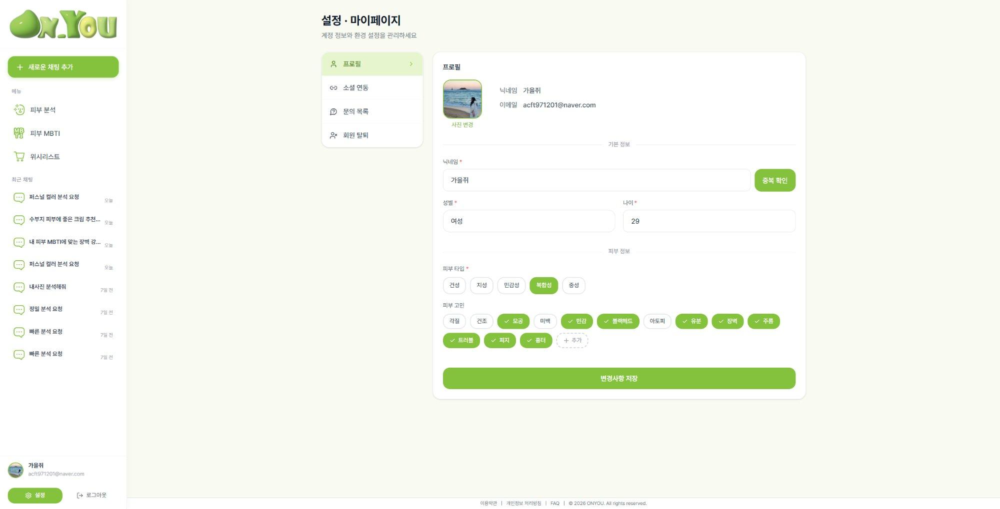 ON_YOU
새로운 채팅 추가
메뉴
피부 분석
MBTI
피부 MBTI
위시리스트
최근 채팅
퍼스널 컬러 분석 요청
오늘
수부지 피부에 좋은 크림 추천...
오늘
내 피부 MBTI에 맞는 장벽 강...
오늘
퍼스널 컬러 분석 요청
오늘
내사진 분석해줘
7일 전
정밀 분석 요청
7일 전
빠른 분석 요청
7일 전
빠른 분석 요청
7일 전
가을쥐
acft971201@naver.com
설정 로그아웃
설정 · 마이페이지
계정 정보와 환경 설정을 관리하세요
프로필
소셜 연동
문의 목록
회원 탈퇴
프로필
사진 변경
닉네임 가을쥐
이메일 acft971201@naver.com
기본 정보
닉네임 *
가을쥐 중복 확인
성별 * 나이 *
여성 29
피부 정보
피부 타입 *
건성 지성 민감성 복합성 중성
피부 고민
각질 건조 모공 미백 민감 블랙헤드 아토피 유분 장벽 주름
트러블 피지 흉터 추가
변경사항 저장
이용약관 | 개인정보 처리방침 | FAQ | © 2026 ONYOU. All rights reserved.